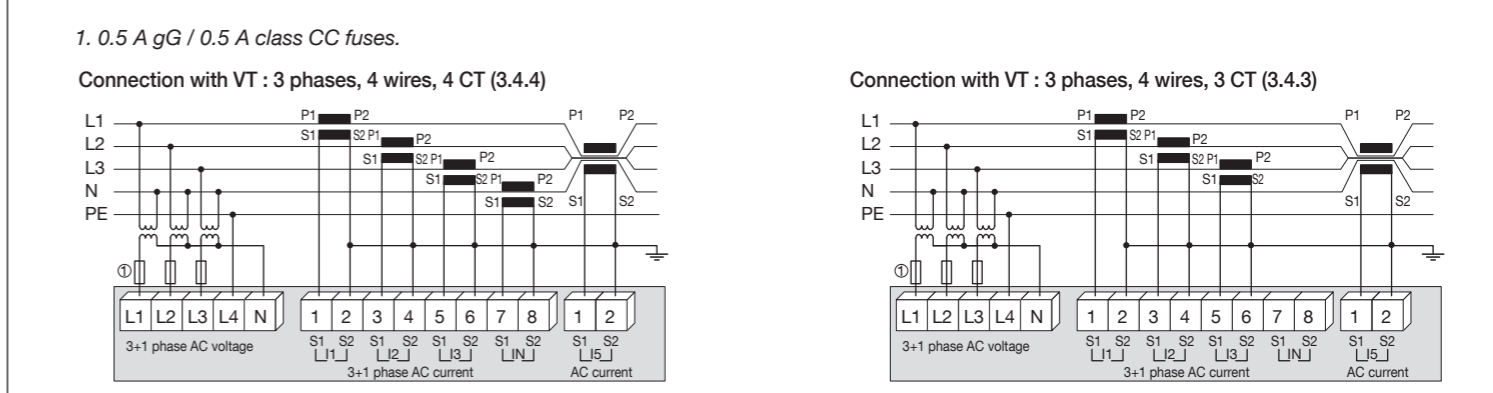 1. 0.5 A gG / 0.5 A class CC fuses.
Connection with VT : 3 phases, 4 wires, 4 CT (3.4.4)
L1 P1 P2 P1 P2
L2 S1 S2 P1 P2
L3 S1 S2 P1 P2
N S1 S2 P1 P2
PE S1 S2 S1 S2
①
L1 L2 L3 L4 N 1 2 3 4 5 6 7 8 1 2
3+1 phase AC voltage S1 S2 S1 S2 S1 S2 S1 S2 S1 S2
I1 I2 I3 IN I5
3+1 phase AC current AC current
Connection with VT : 3 phases, 4 wires, 3 CT (3.4.3)
L1 P1 P2 P1 P2
L2 S1 S2 P1 P2
L3 S1 S2 P1 P2
N S1 S2
PE S1 S2
①
L1 L2 L3 L4 N 1 2 3 4 5 6 7 8 1 2
3+1 phase AC voltage S1 S2 S1 S2 S1 S2 S1 S2 S1 S2
I1 I2 I3 IN I5
3+1 phase AC current AC current